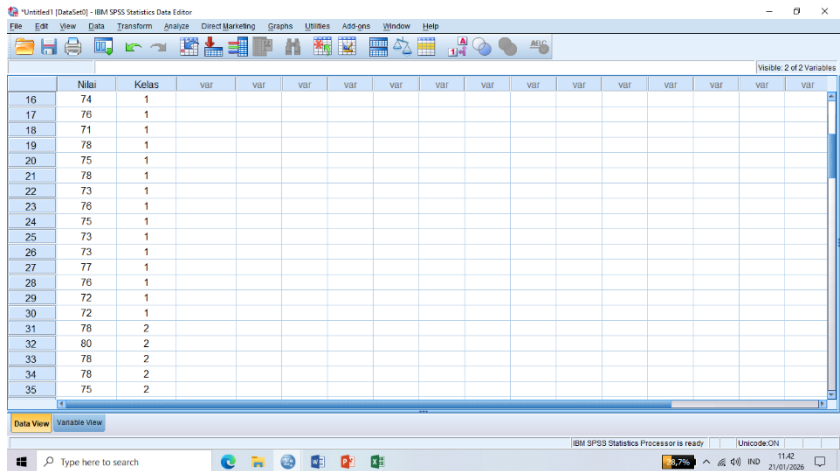 *Untitled1 [DataSet0] - IBM SPSS Statistics Data Editor
File Edit View Data Transform Analyze Direct Marketing Graphs Utilities Add-ons Window Help
Visible: 2 of 2 Variables
Nilai Kelas var var var var var var var var var var var var var
16 74 1
17 76 1
18 71 1
19 78 1
20 75 1
21 78 1
22 73 1
23 76 1
24 75 1
25 73 1
26 73 1
27 77 1
28 76 1
29 72 1
30 72 1
31 78 2
32 80 2
33 78 2
34 78 2
35 75 2
Data View Variable View
IBM SPSS Statistics Processor is ready Unicode:ON
Type here to search IND 11.42
21/01/2026